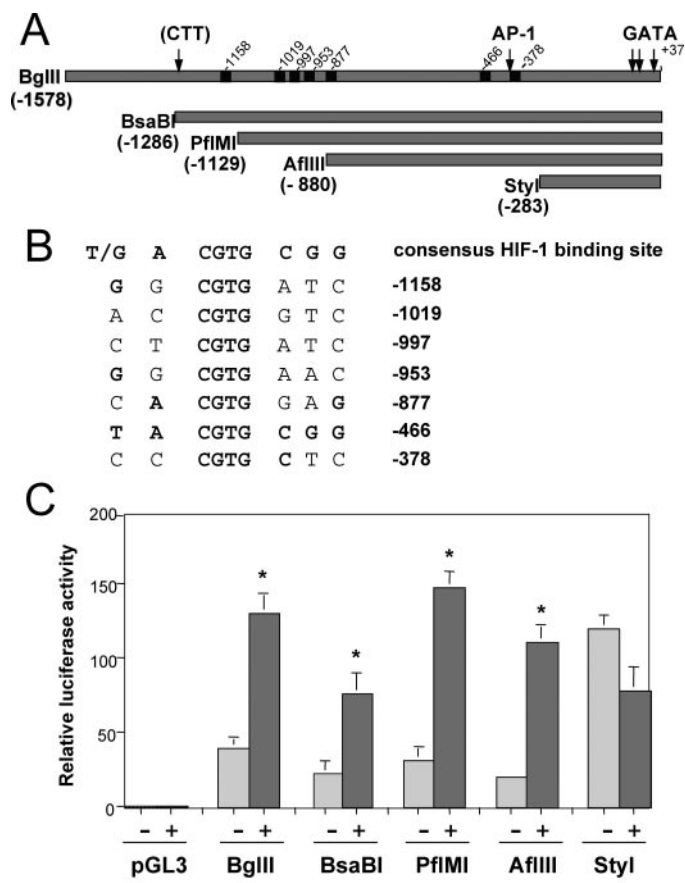 A
(CTT)
-1158
-1019
-997
-953
-877
-466
AP-1
-378
GATA
+37
BglII
(-1578)
BsaBI
(-1286)
PflMI
(-1129)
AflIII
(- 880)
StyI
(-283)
B
T/G A CGTG C G G consensus HIF-1 binding site
G G CGTG A T C -1158
A C CGTG G T C -1019
C T CGTG A T C -997
G G CGTG A A C -953
C A CGTG G A G -877
T A CGTG C G G -466
C C CGTG C T C -378
C
Relative luciferase activity
200
150
100
50
0
* * * *
- + - + - + - + - + - +
pGL3 BglII BsaBI PflMI AflIII StyI